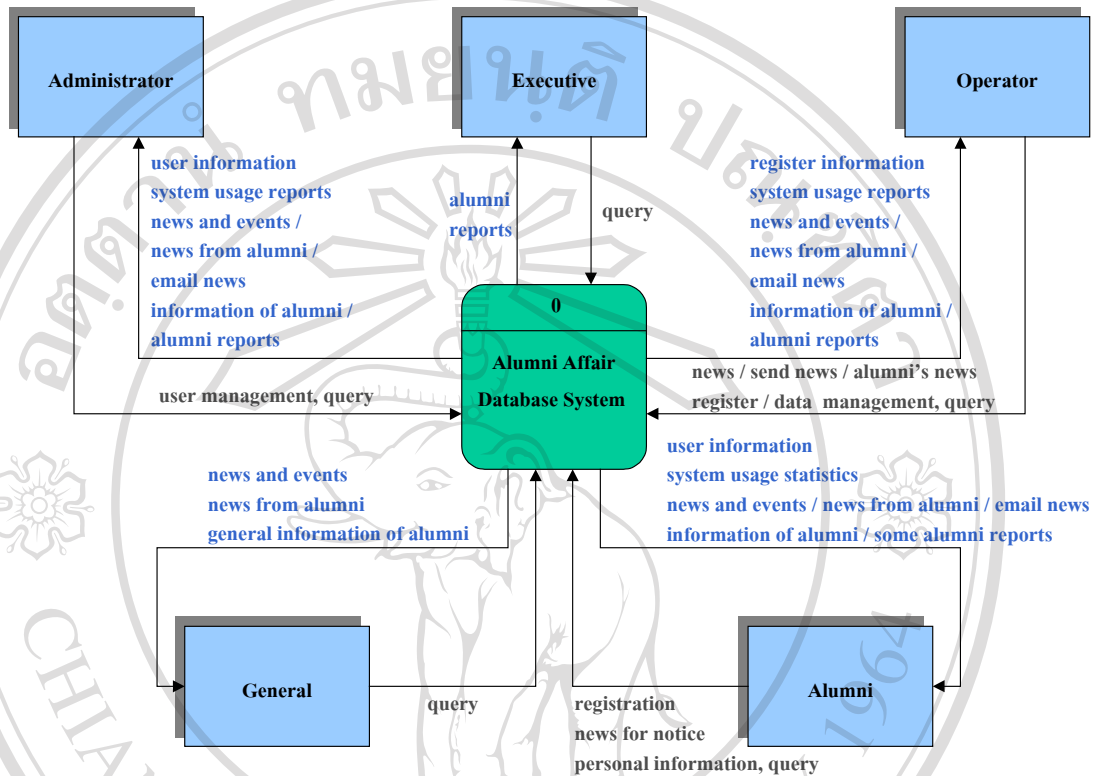 Administrator
Executive
Operator
user information
system usage reports
news and events /
news from alumni /
email news
information of alumni /
alumni reports
alumni
reports
query
register information
system usage reports
news and events /
news from alumni /
email news
information of alumni /
alumni reports
0
Alumni Affair
Database System
user management, query
news / send news / alumni's news
register / data management, query
news and events
news from alumni
general information of alumni
user information
system usage statistics
news and events / news from alumni / email news
information of alumni / some alumni reports
General
Alumni
query
registration
news for notice
personal information, query
1964